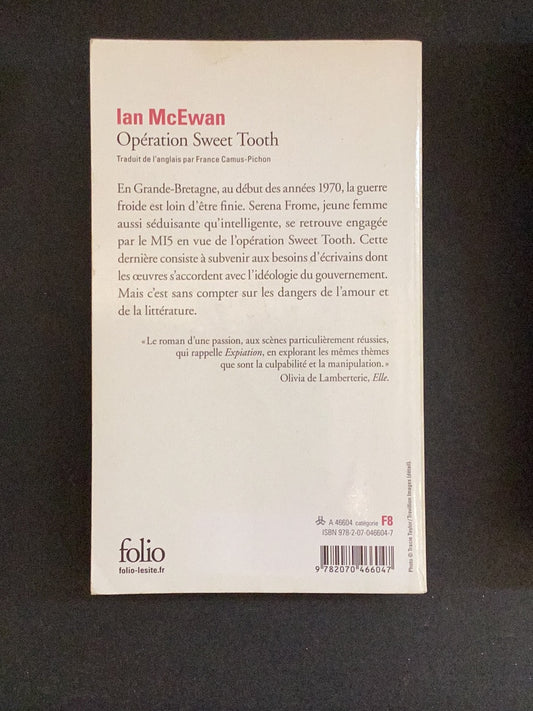 Ian McEwan
Opération Sweet Tooth
Traduit de l'anglais par France Camus-Pichon
En Grande-Bretagne, au début des années 1970, la guerre
froide est loin d'être finie. Serena Frome, jeune femme
aussi séduisante qu'intelligente, se retrouve engagée
par le MI5 en vue de l'opération Sweet Tooth. Cette
dernière consiste à subvenir aux besoins d'écrivains dont
les œuvres s'accordent avec l'idéologie du gouvernement.
Mais c'est sans compter sur les dangers de l'amour et
de la littérature.
« Le roman d'une passion, aux scènes particulièrement réussies,
qui rappelle Expiation, en explorant les mêmes thèmes
que sont la culpabilité et la manipulation. »
Olivia de Lamberterie, Elle.
A 46604 catégorie F8
ISBN 978-2-07-046604-7
folio
folio-lesite.fr
9 782070 466047
Photo © Tracie Taylor / Trevillion Images (détail).